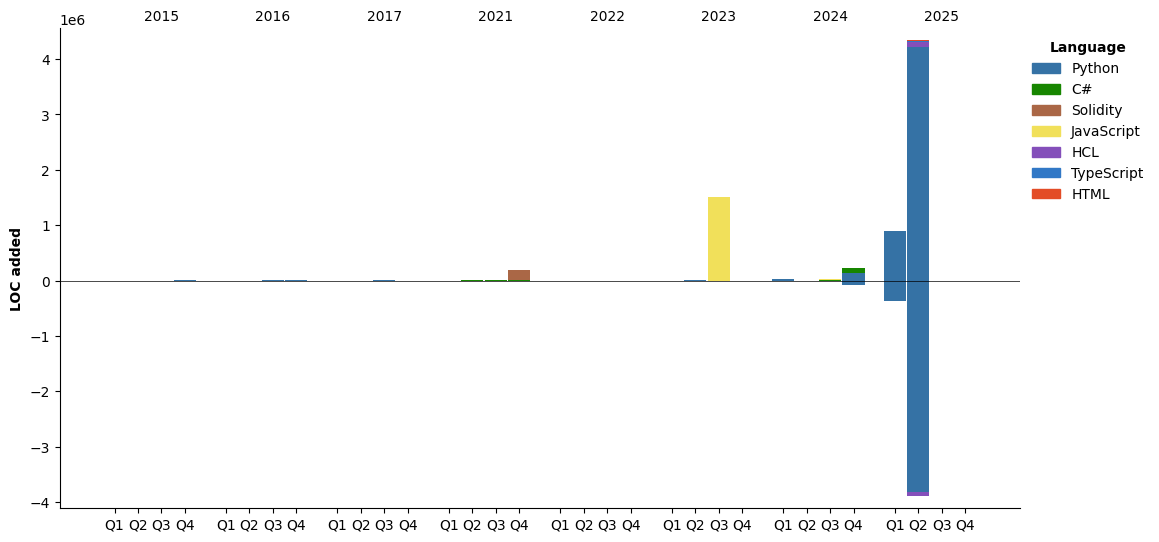 1e6
2015 2016 2017 2021 2022 2023 2024 2025
LOC added
4
3
2
1
0
−1
−2
−3
−4
Q1 Q2 Q3 Q4 Q1 Q2 Q3 Q4 Q1 Q2 Q3 Q4 Q1 Q2 Q3 Q4 Q1 Q2 Q3 Q4 Q1 Q2 Q3 Q4 Q1 Q2 Q3 Q4 Q1 Q2 Q3 Q4
Language
Python
C#
Solidity
JavaScript
HCL
TypeScript
HTML